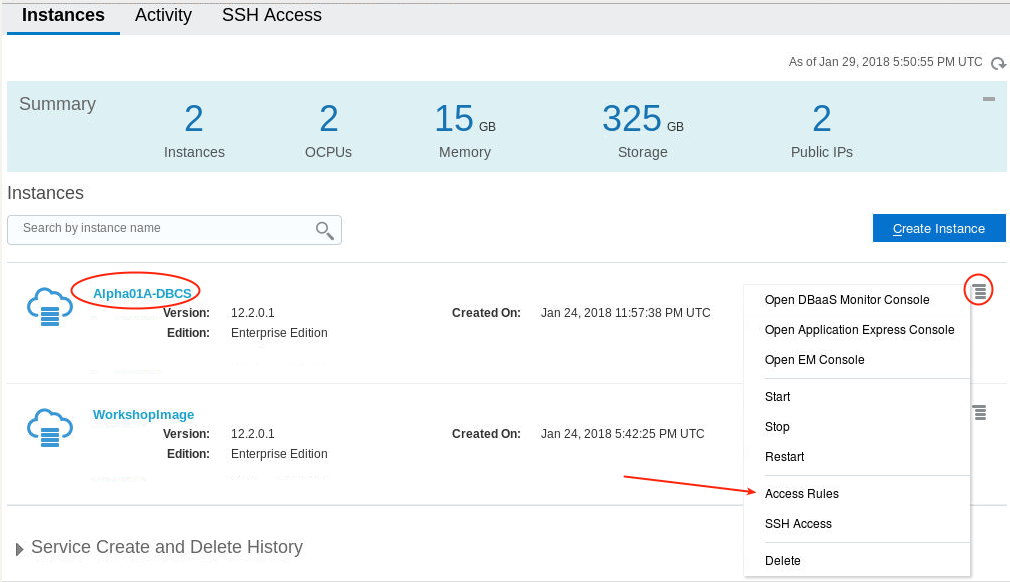 Instances Activity SSH Access
As of Jan 29, 2018 5:50:55 PM UTC
Summary
2 2 15 GB 325 GB 2
Instances OCPUs Memory Storage Public IPs
Instances
Search by instance name
Create Instance
Alpha01A-DBCS
Version: 12.2.0.1 Created On: Jan 24, 2018 11:57:38 PM UTC
Edition: Enterprise Edition
WorkshopImage
Version: 12.2.0.1 Created On: Jan 24, 2018 5:42:25 PM UTC
Edition: Enterprise Edition
Open DBaaS Monitor Console
Open Application Express Console
Open EM Console
Start
Stop
Restart
Access Rules
SSH Access
Delete
Service Create and Delete History